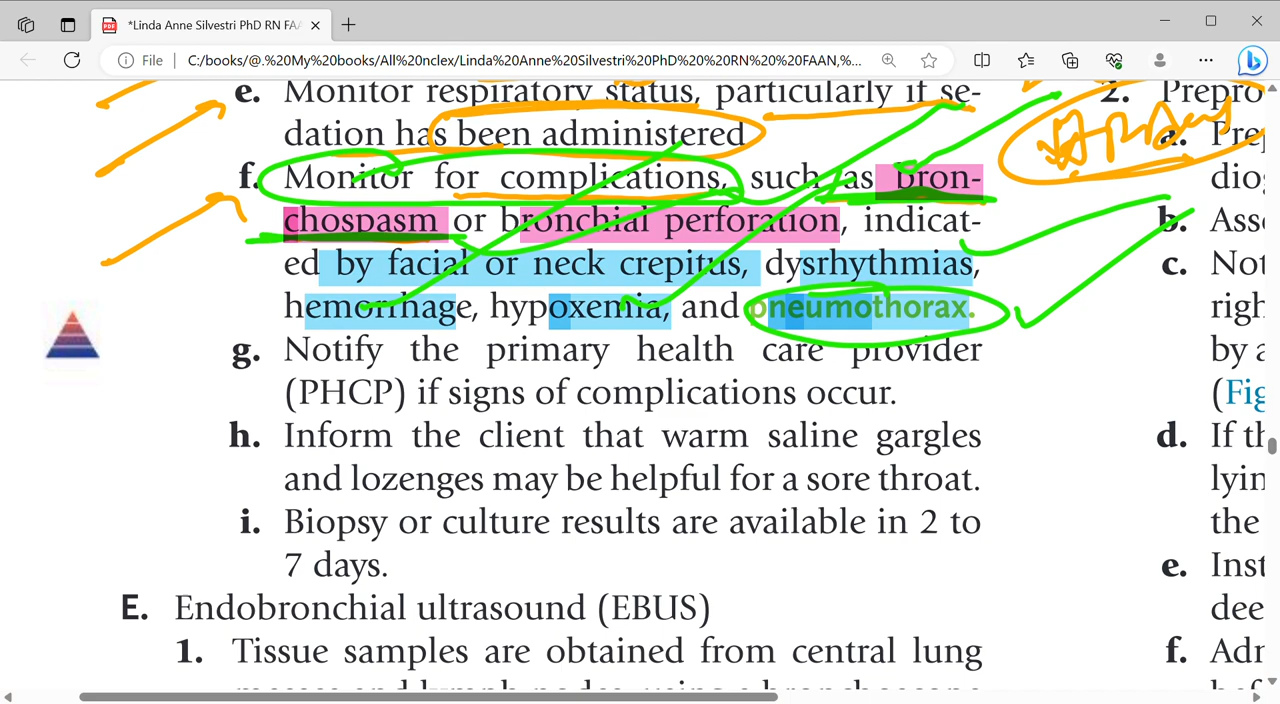 *Linda Anne Silvestri PhD RN FAA
File
C:/books/@.%20My%20books/All%20nclex/Linda%20Anne%20Silvestri%20PhD%20%20RN%20%20FAAN,%...
e. Monitor respiratory status, particularly if se-
dation has been administered
f. Monitor for complications, such as bron-
chospasm or bronchial perforation, indicat-
ed by facial or neck crepitus, dysrhythmias,
hemorrhage, hypoxemia, and pneumothorax.
g. Notify the primary health care provider
(PHCP) if signs of complications occur.
h. Inform the client that warm saline gargles
and lozenges may be helpful for a sore throat.
i. Biopsy or culture results are available in 2 to
7 days.
E. Endobronchial ultrasound (EBUS)
1. Tissue samples are obtained from central lung
2. Prepro
a. Pre
dio
b. Ass
c. Not
righ
by a
(Fig
d. If th
lyin
the
e. Inst
dee
f. Adr